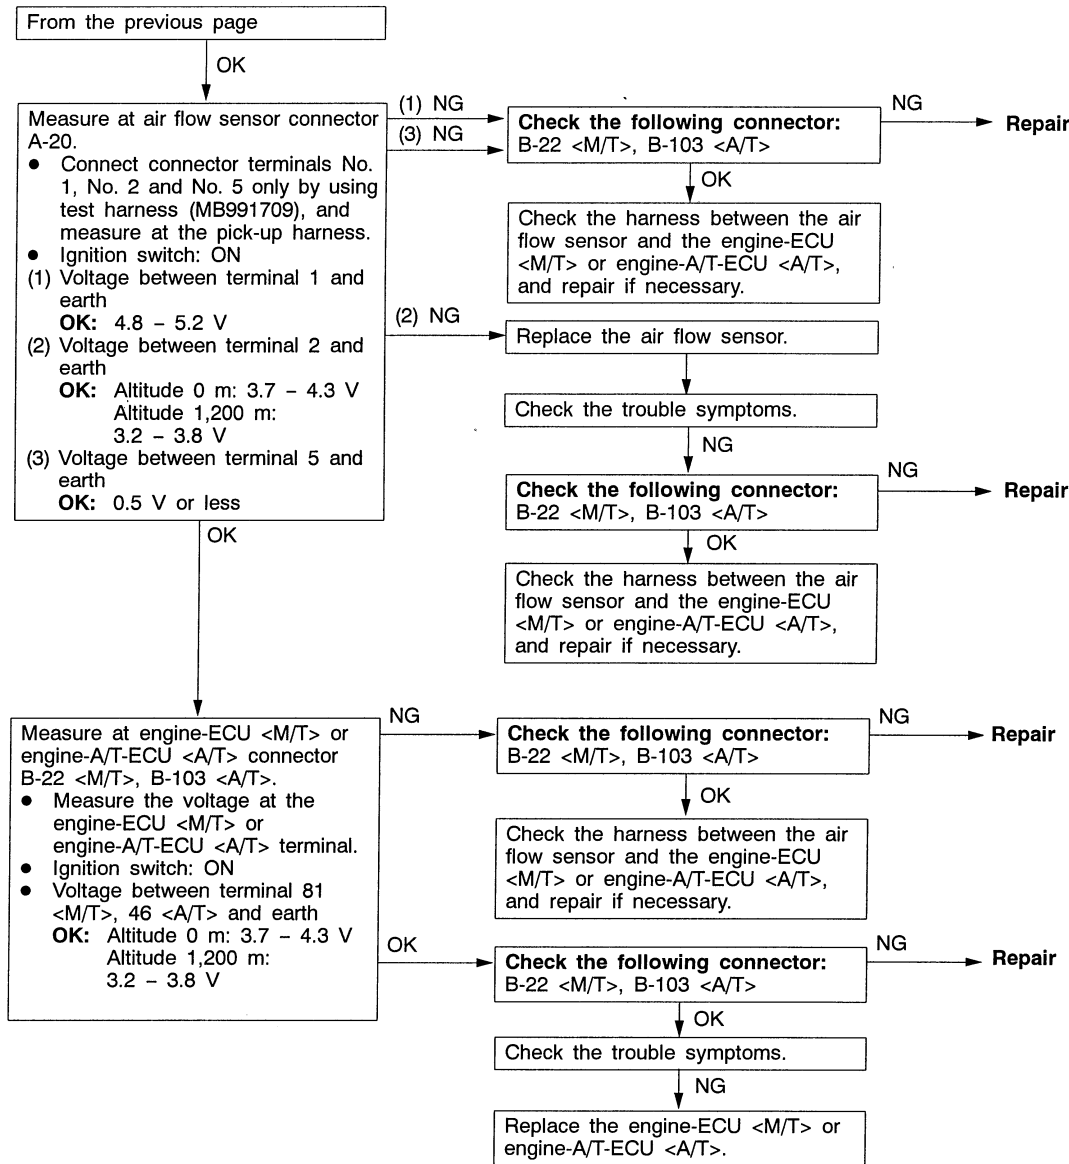 From the previous page
OK
Measure at air flow sensor connector
A-20.
● Connect connector terminals No.
1, No. 2 and No. 5 only by using
test harness (MB991709), and
measure at the pick-up harness.
● Ignition switch: ON
(1) Voltage between terminal 1 and
earth
OK: 4.8 – 5.2 V
(2) Voltage between terminal 2 and
earth
OK: Altitude 0 m: 3.7 – 4.3 V
Altitude 1,200 m:
3.2 – 3.8 V
(3) Voltage between terminal 5 and
earth
OK: 0.5 V or less
(1) NG
(3) NG
Check the following connector:
B-22 <M/T>, B-103 <A/T>
NG
Repair
OK
Check the harness between the air
flow sensor and the engine-ECU
<M/T> or engine-A/T-ECU <A/T>,
and repair if necessary.
(2) NG
Replace the air flow sensor.
Check the trouble symptoms.
NG
Check the following connector:
B-22 <M/T>, B-103 <A/T>
NG
Repair
OK
Check the harness between the air
flow sensor and the engine-ECU
<M/T> or engine-A/T-ECU <A/T>,
and repair if necessary.
OK
Measure at engine-ECU <M/T> or
engine-A/T-ECU <A/T> connector
B-22 <M/T>, B-103 <A/T>.
● Measure the voltage at the
engine-ECU <M/T> or
engine-A/T-ECU <A/T> terminal.
● Ignition switch: ON
● Voltage between terminal 81
<M/T>, 46 <A/T> and earth
OK: Altitude 0 m: 3.7 – 4.3 V
Altitude 1,200 m:
3.2 – 3.8 V
NG
Check the following connector:
B-22 <M/T>, B-103 <A/T>
NG
Repair
OK
Check the harness between the air
flow sensor and the engine-ECU
<M/T> or engine-A/T-ECU <A/T>,
and repair if necessary.
OK
Check the following connector:
B-22 <M/T>, B-103 <A/T>
NG
Repair
OK
Check the trouble symptoms.
NG
Replace the engine-ECU <M/T> or
engine-A/T-ECU <A/T>.